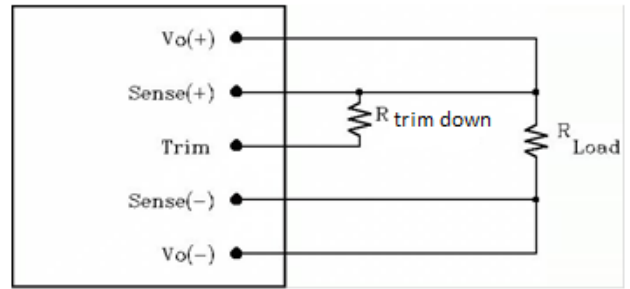 Vo(+)
Sense(+)
R trim down
Trim
R Load
Sense(−)
Vo(−)